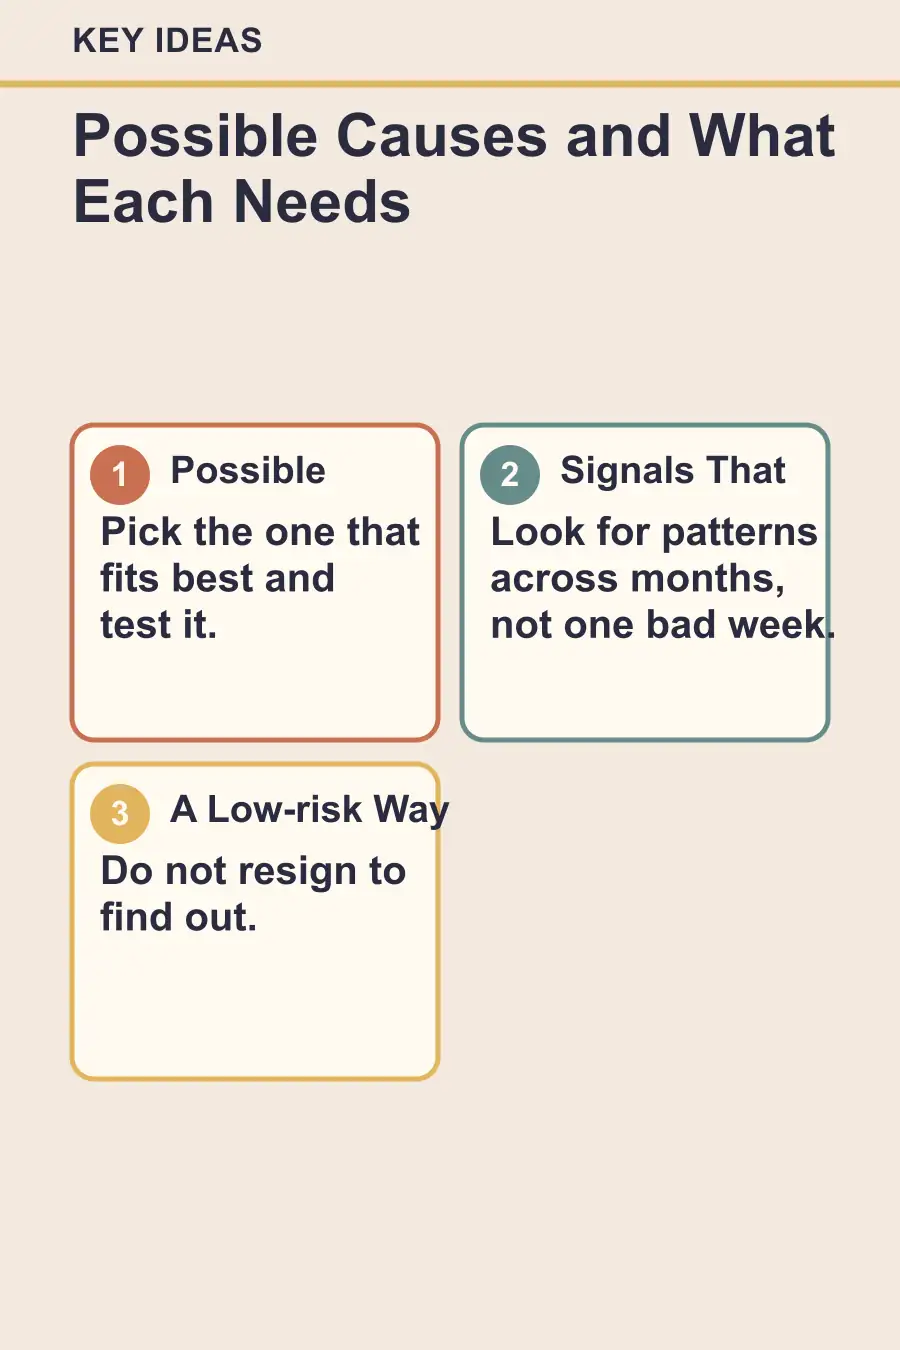 KEY IDEAS
Possible Causes and What
Each Needs
1 Possible
Pick the one that
fits best and
test it.
2 Signals That
Look for patterns
across months,
not one bad week.
3 A Low-risk Way
Do not resign to
find out.